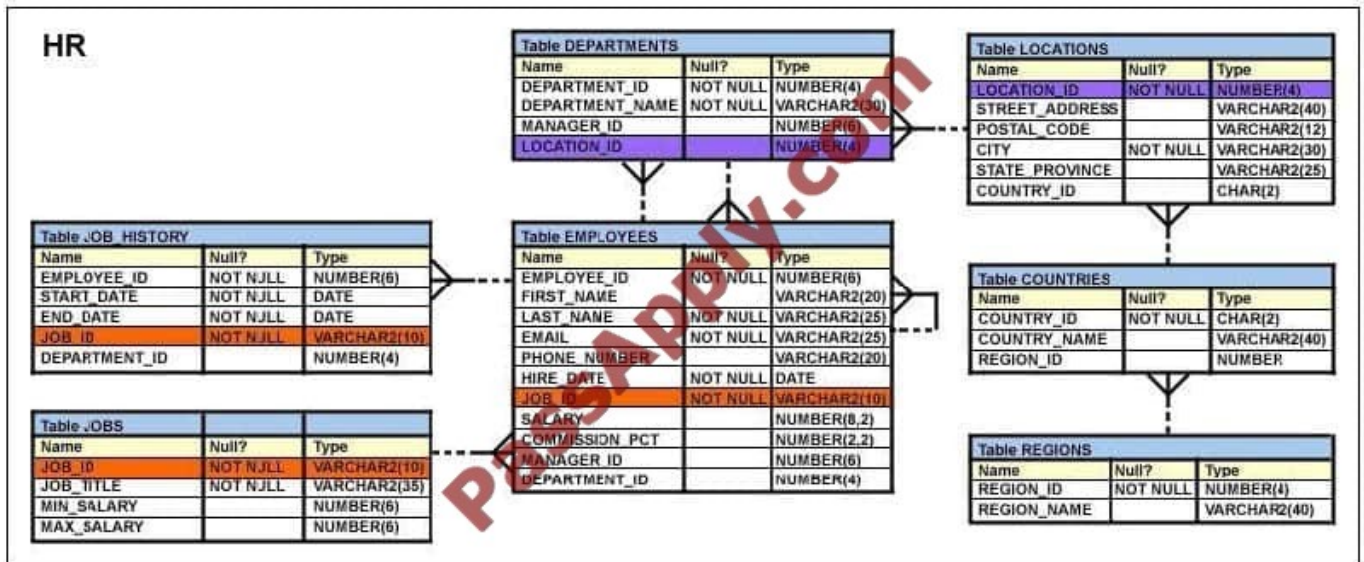 HR
Table DEPARTMENTS
Name Null? Type
DEPARTMENT_ID NOT NULL NUMBER(4)
DEPARTMENT_NAME NOT NULL VARCHAR2(30)
MANAGER_ID NUMBER(6)
LOCATION_ID NUMBER(4)
Table LOCATIONS
Name Null? Type
LOCATION_ID NOT NULL NUMBER(4)
STREET_ADDRESS VARCHAR2(40)
POSTAL_CODE VARCHAR2(12)
CITY NOT NULL VARCHAR2(30)
STATE_PROVINCE VARCHAR2(25)
COUNTRY_ID CHAR(2)
Table JOB_HISTORY
Name Null? Type
EMPLOYEE_ID NOT NULL NUMBER(6)
START_DATE NOT NULL DATE
END_DATE NOT NULL DATE
JOB_ID NOT NULL VARCHAR2(10)
DEPARTMENT_ID NUMBER(4)
Table EMPLOYEES
Name Null? Type
EMPLOYEE_ID NOT NULL NUMBER(6)
FIRST_NAME VARCHAR2(20)
LAST_NAME NOT NULL VARCHAR2(25)
EMAIL NOT NULL VARCHAR2(25)
PHONE_NUMBER VARCHAR2(20)
HIRE_DATE NOT NULL DATE
JOB_ID NOT NULL VARCHAR2(10)
SALARY NUMBER(8,2)
COMMISSION_PCT NUMBER(2,2)
MANAGER_ID NUMBER(6)
DEPARTMENT_ID NUMBER(4)
Table COUNTRIES
Name Null? Type
COUNTRY_ID NOT NULL CHAR(2)
COUNTRY_NAME VARCHAR2(40)
REGION_ID NUMBER
Table JOBS
Name Null? Type
JOB_ID NOT NULL VARCHAR2(10)
JOB_TITLE NOT NULL VARCHAR2(35)
MIN_SALARY NUMBER(6)
MAX_SALARY NUMBER(6)
Table REGIONS
Name Null? Type
REGION_ID NOT NULL NUMBER(4)
REGION_NAME VARCHAR2(40)
PassApply.com